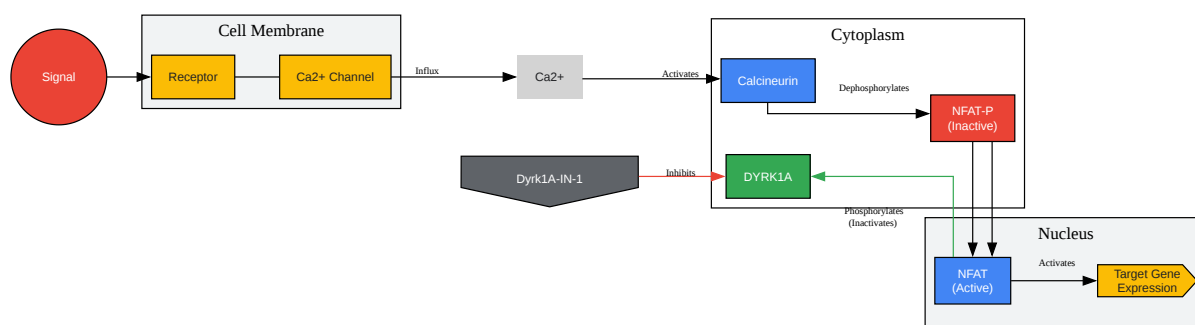 Cell Membrane
Cytoplasm
Signal
Receptor
Ca2+ Channel
Influx
Ca2+
Activates
Calcineurin
Dephosphorylates
NFAT-P
(Inactive)
Dyrk1A-IN-1
Inhibits
DYRK1A
Phosphorylates
(Inactivates)
Nucleus
NFAT
(Active)
Activates
Target Gene
Expression